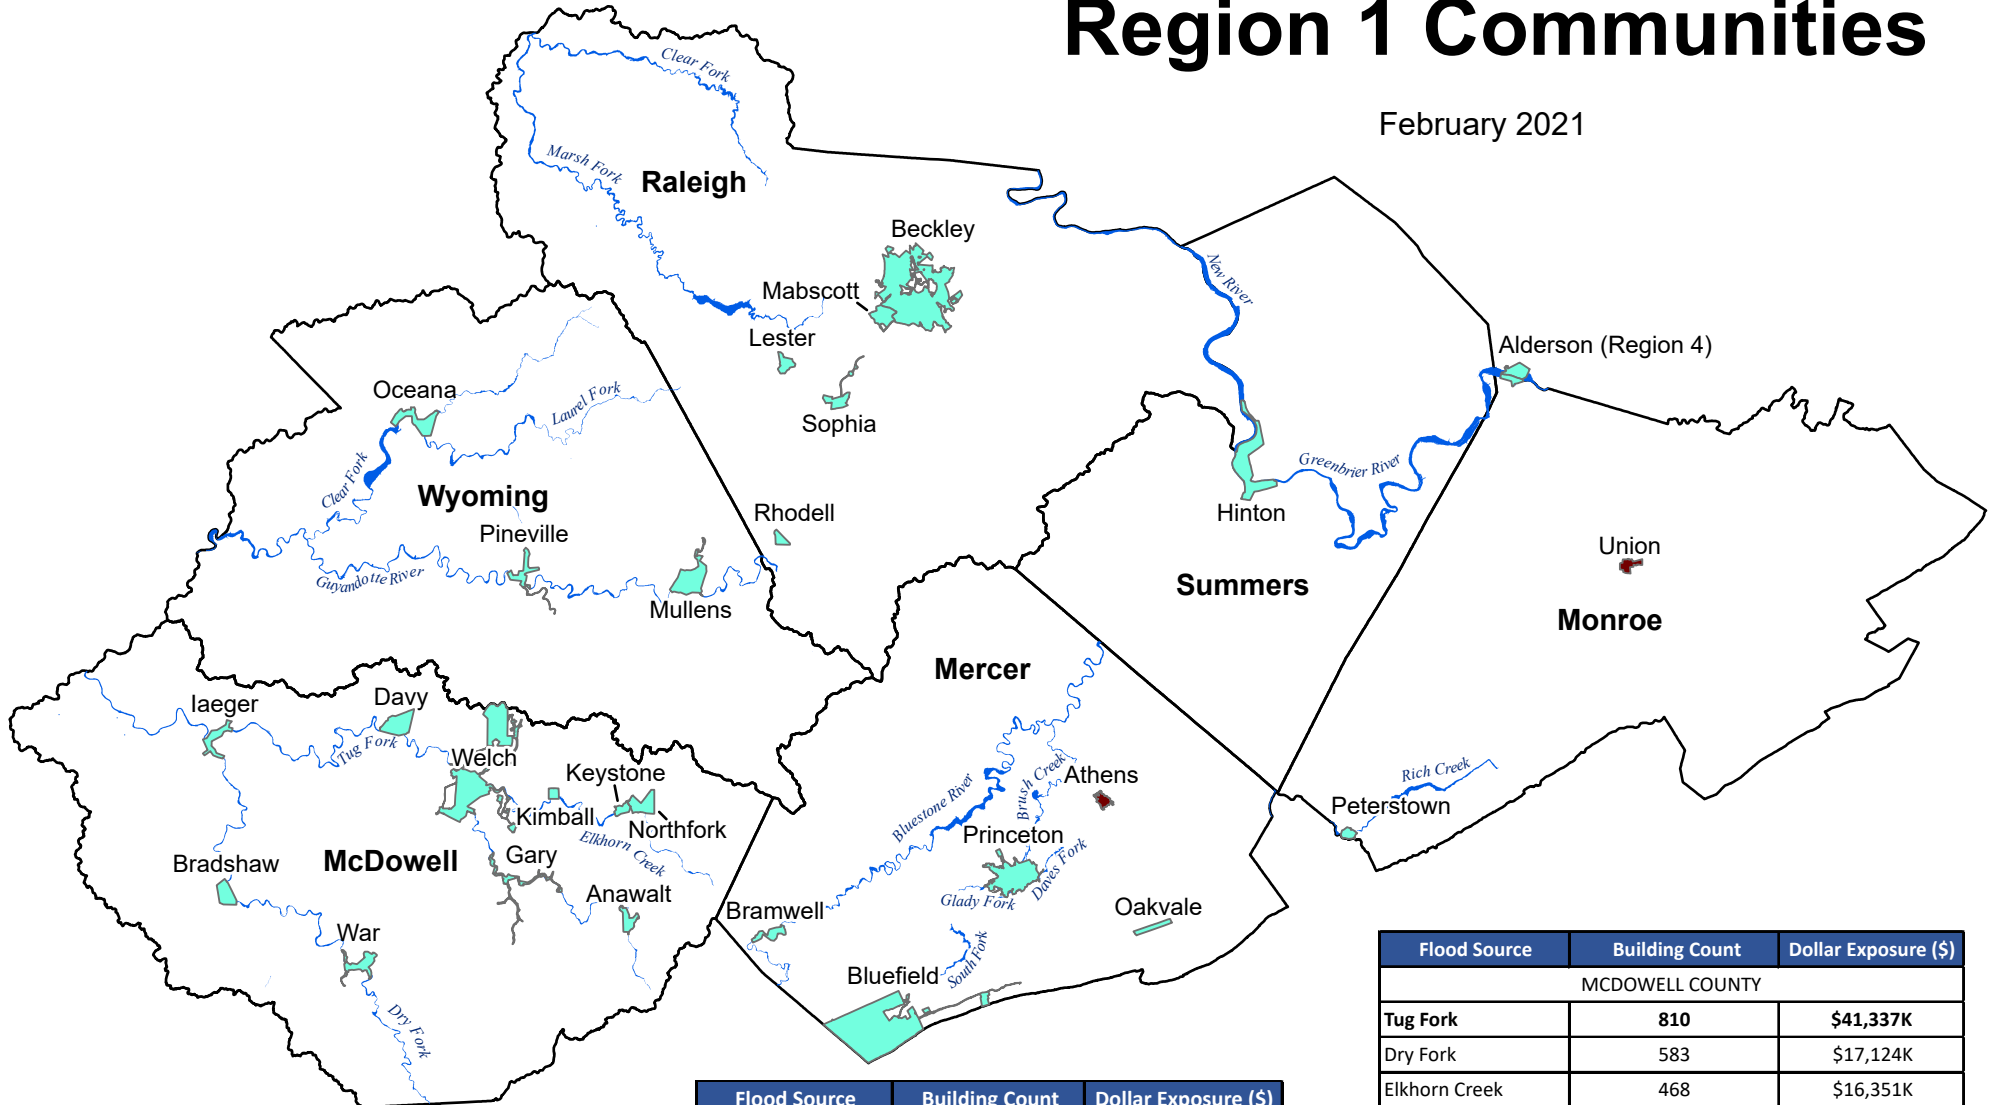 Region 1 Communities
February 2021
Clear Fork
Marsh Fork
Raleigh
Beckley
Mabscott
Lester
Sophia
New River
Alderson (Region 4)
Oceana
Laurel Fork
Clear Fork
Wyoming
Pineville
Guyandotte River
Mullens
Rhodell
Greenbrier River
Hinton
Summers
Union
Monroe
Mercer
Iaeger
Davy
Tug Fork
Welch
Keystone
Kimball
Northfork
Elkhorn Creek
Bradshaw
McDowell
Gary
Anawalt
War
Dry Fork
Bluestone River
Brush Creek
Athens
Princeton
Daves Fork
Glady Fork
Bramwell
Oakvale
Bluefield
South Fork
Rich Creek
Peterstown
Flood Source Building Count Dollar Exposure ($)
MCDOWELL COUNTY
Tug Fork 810 $41,337K
Dry Fork 583 $17,124K
Elkhorn Creek 468 $16,351K
Flood Source Building Count Dollar Exposure ($)